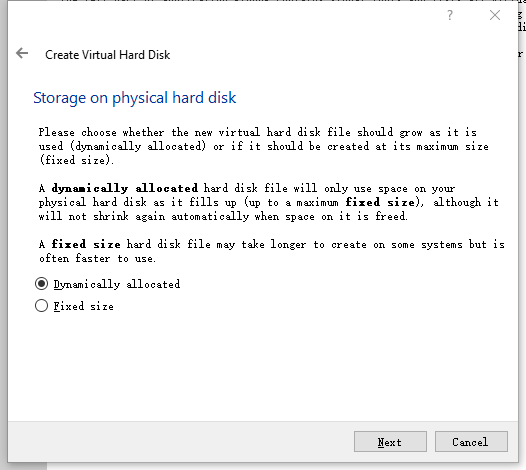 ?
Create Virtual Hard Disk
Storage on physical hard disk
Please choose whether the new virtual hard disk file should grow as it is
used (dynamically allocated) or if it should be created at its maximum size
(fixed size).
A dynamically allocated hard disk file will only use space on your
physical hard disk as it fills up (up to a maximum fixed size), although it
will not shrink again automatically when space on it is freed.
A fixed size hard disk file may take longer to create on some systems but is
often faster to use.
Dynamically allocated
Fixed size
Next
Cancel